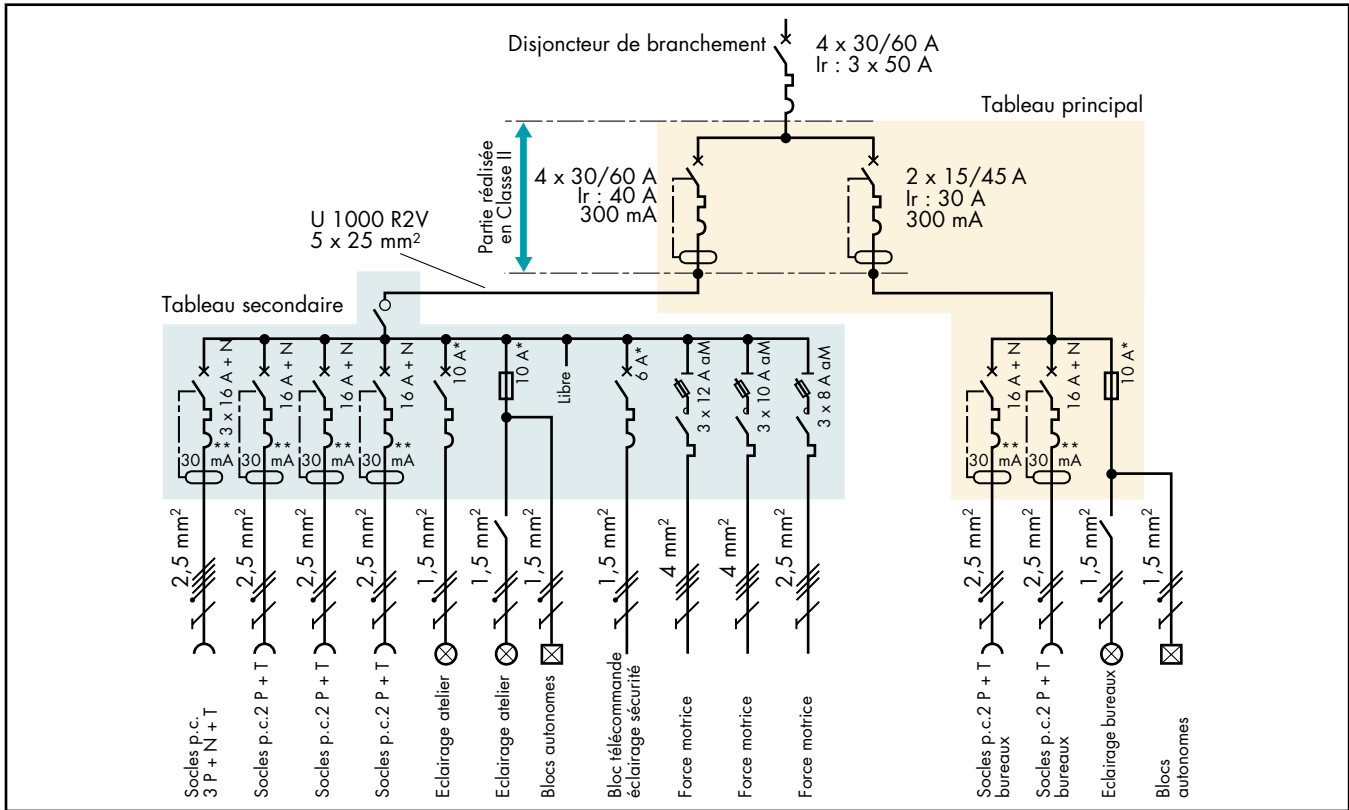 Disjoncteur de branchement
4 x 30/60 A
Ir : 3 x 50 A
Tableau principal
Partie réalisée
en Classe II
4 x 30/60 A
Ir : 40 A
300 mA
2 x 15/45 A
Ir : 30 A
300 mA
U 1000 R2V
5 x 25 mm²
Tableau secondaire
3 x 16 A + N
16 A + N
16 A + N
16 A + N
10 A*
10 A*
Libre
6 A*
3 x 12 A aM
3 x 10 A aM
3 x 8 A aM
16 A + N
16 A + N
10 A*
30 mA**
30 mA**
30 mA**
30 mA**
30 mA**
30 mA**
2,5 mm²
2,5 mm²
2,5 mm²
2,5 mm²
1,5 mm²
1,5 mm²
1,5 mm²
1,5 mm²
4 mm²
4 mm²
2,5 mm²
2,5 mm²
2,5 mm²
1,5 mm²
1,5 mm²
Socles p.c.
3 P + N + T
Socles p.c.2 P + T
Socles p.c.2 P + T
Socles p.c.2 P + T
Eclairage atelier
Eclairage atelier
Blocs autonomes
Bloc télécommande
éclairage sécurité
Force motrice
Force motrice
Force motrice
Socles p.c.2 P + T
bureaux
Socles p.c.2 P + T
bureaux
Eclairage bureaux
Blocs
autonomes